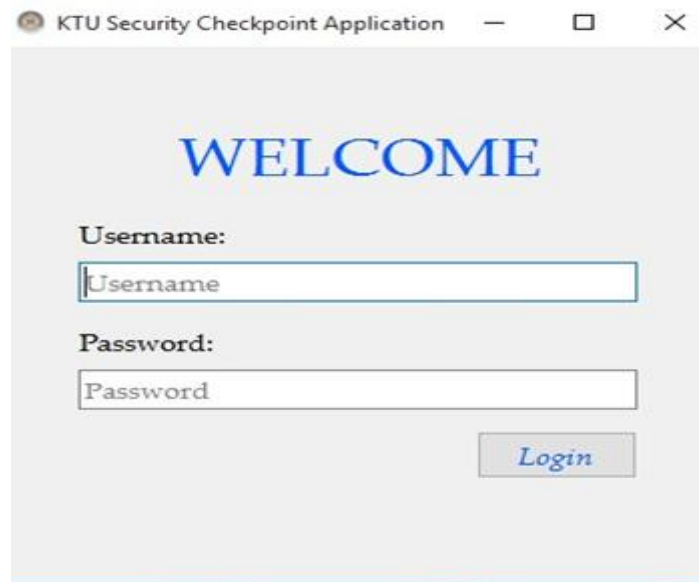 KTU Security Checkpoint Application
WELCOME
Username:
Username
Password:
Password
Login